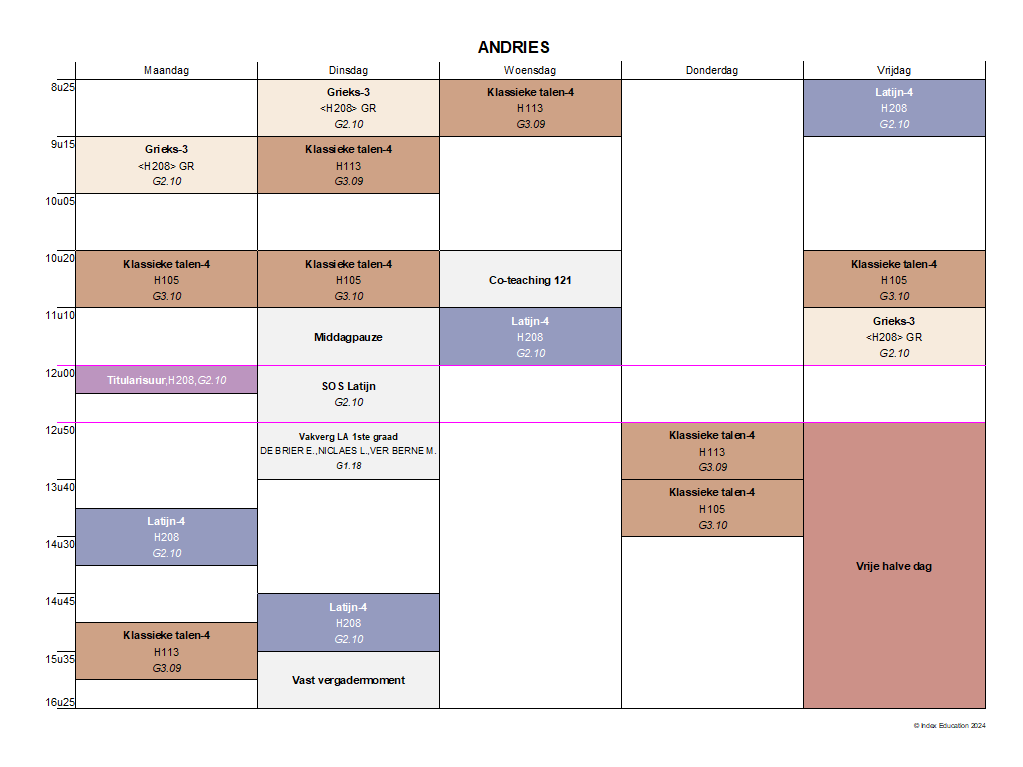 ANDRIES
Maandag Dinsdag Woensdag Donderdag Vrijdag
8u25
9u15
10u05
10u20
11u10
12u00
12u50
13u40
14u30
14u45
15u35
16u25
Grieks-3
<H208> GR
G2.10
Klassieke talen-4
H105
G3.10
Titularisuur,H208,G2.10
Latijn-4
H208
G2.10
Klassieke talen-4
H113
G3.09
Grieks-3
<H208> GR
G2.10
Klassieke talen-4
H113
G3.09
Klassieke talen-4
H105
G3.10
Middagpauze
SOS Latijn
G2.10
Vakverg LA 1ste graad
DE BRIER E.,NICLAES L.,VER BERNE M.
G1.18
Latijn-4
H208
G2.10
Vast vergadermoment
Klassieke talen-4
H113
G3.09
Co-teaching 121
Latijn-4
H208
G2.10
Klassieke talen-4
H113
G3.09
Klassieke talen-4
H105
G3.10
Latijn-4
H208
G2.10
Klassieke talen-4
H105
G3.10
Grieks-3
<H208> GR
G2.10
Vrije halve dag
© Index Education 2024